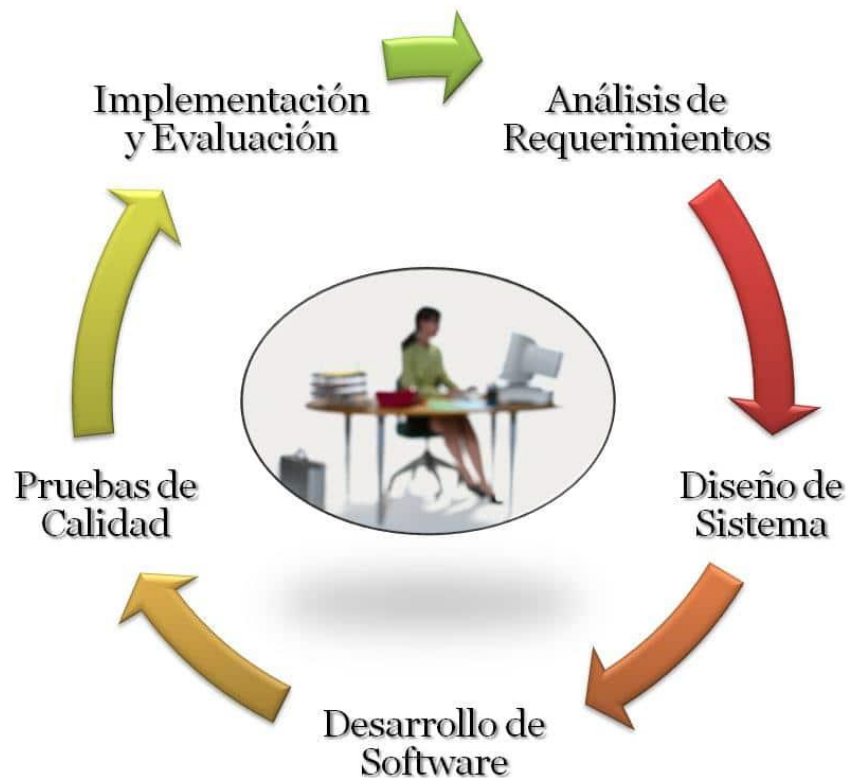 Implementación
y Evaluación
Análisis de
Requerimientos
Pruebas de
Calidad
Diseño de
Sistema
Desarrollo de
Software